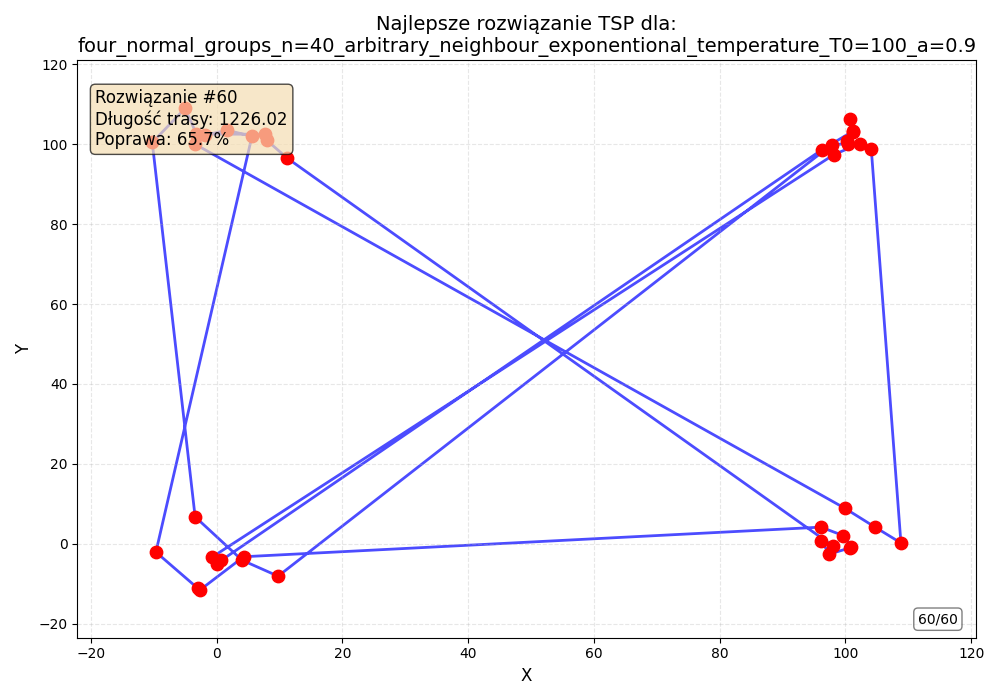 Najlepsze rozwiązanie TSP dla:
four_normal_groups_n=40_arbitrary_neighbour_exponential_temperature_T0=100_a=0.9
Rozwiązanie #60
Długość trasy: 1226.02
Poprawa: 65.7%
120
100
80
60
40
20
0
−20
Y
60/60
−20
0
20
40
60
80
100
120
X